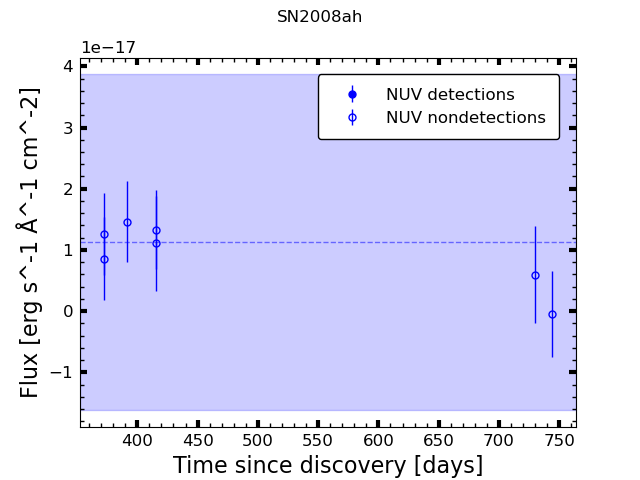 SN2008ah
1e−17
4
3
2
1
0
−1
Flux [erg s^-1 Å^-1 cm^-2]
NUV detections
NUV nondetections
400 450 500 550 600 650 700 750
Time since discovery [days]